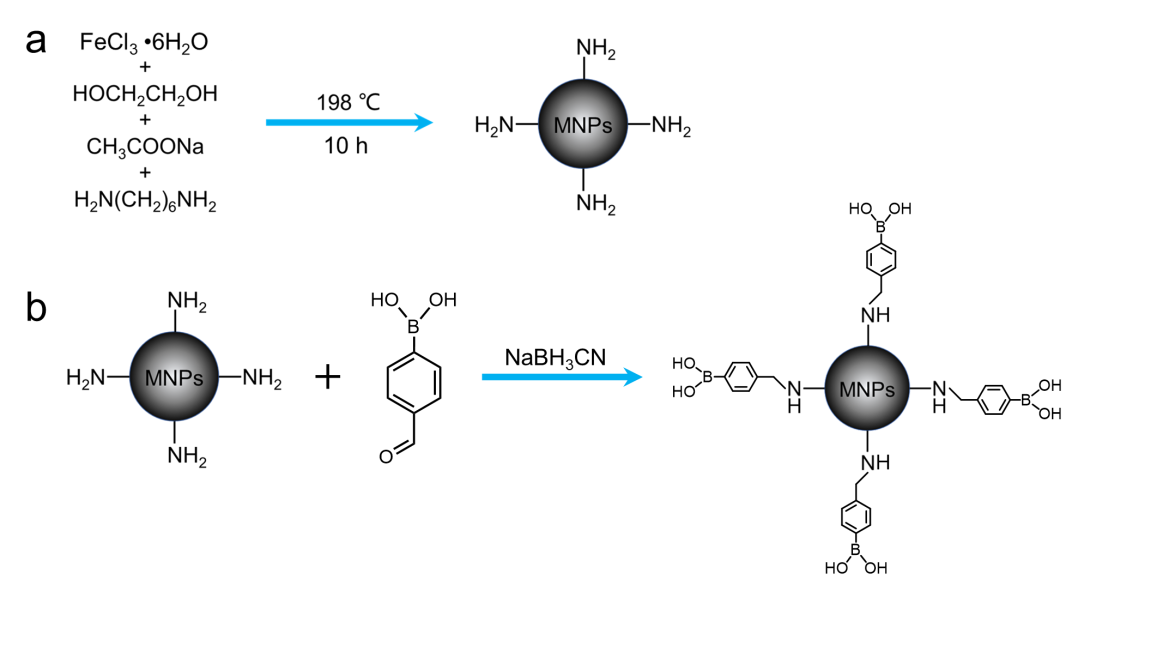 a
FeCl₃ •6H₂O
+
HOCH₂CH₂OH
+
CH₃COONa
+
H₂N(CH₂)₆NH₂
198 ℃
10 h
NH₂
H₂N
MNPs
NH₂
NH₂
b
NH₂
H₂N
MNPs
NH₂
NH₂
+
HO
OH
B
O
NaBH₃CN
HO
OH
B
NH
HO
B
HO
N
H
MNPs
N
H
OH
B
OH
NH
B
HO
OH